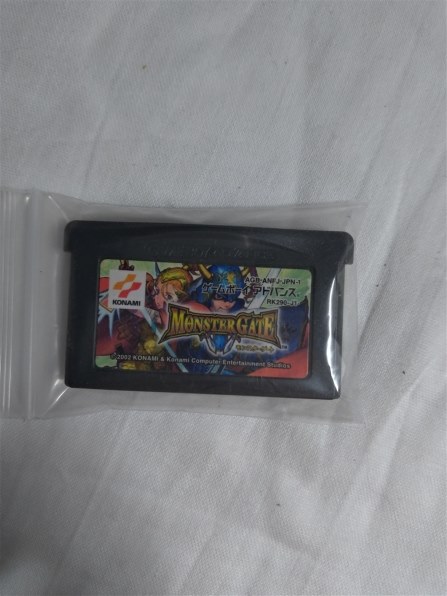 AGB-ANFJ-JPN-1
ゲームボーイアドバンス
RK290-J1
KONAMI
MONSTER GATE
モンスターゲート
2002 KONAMI & Konami Computer Entertainment Studios